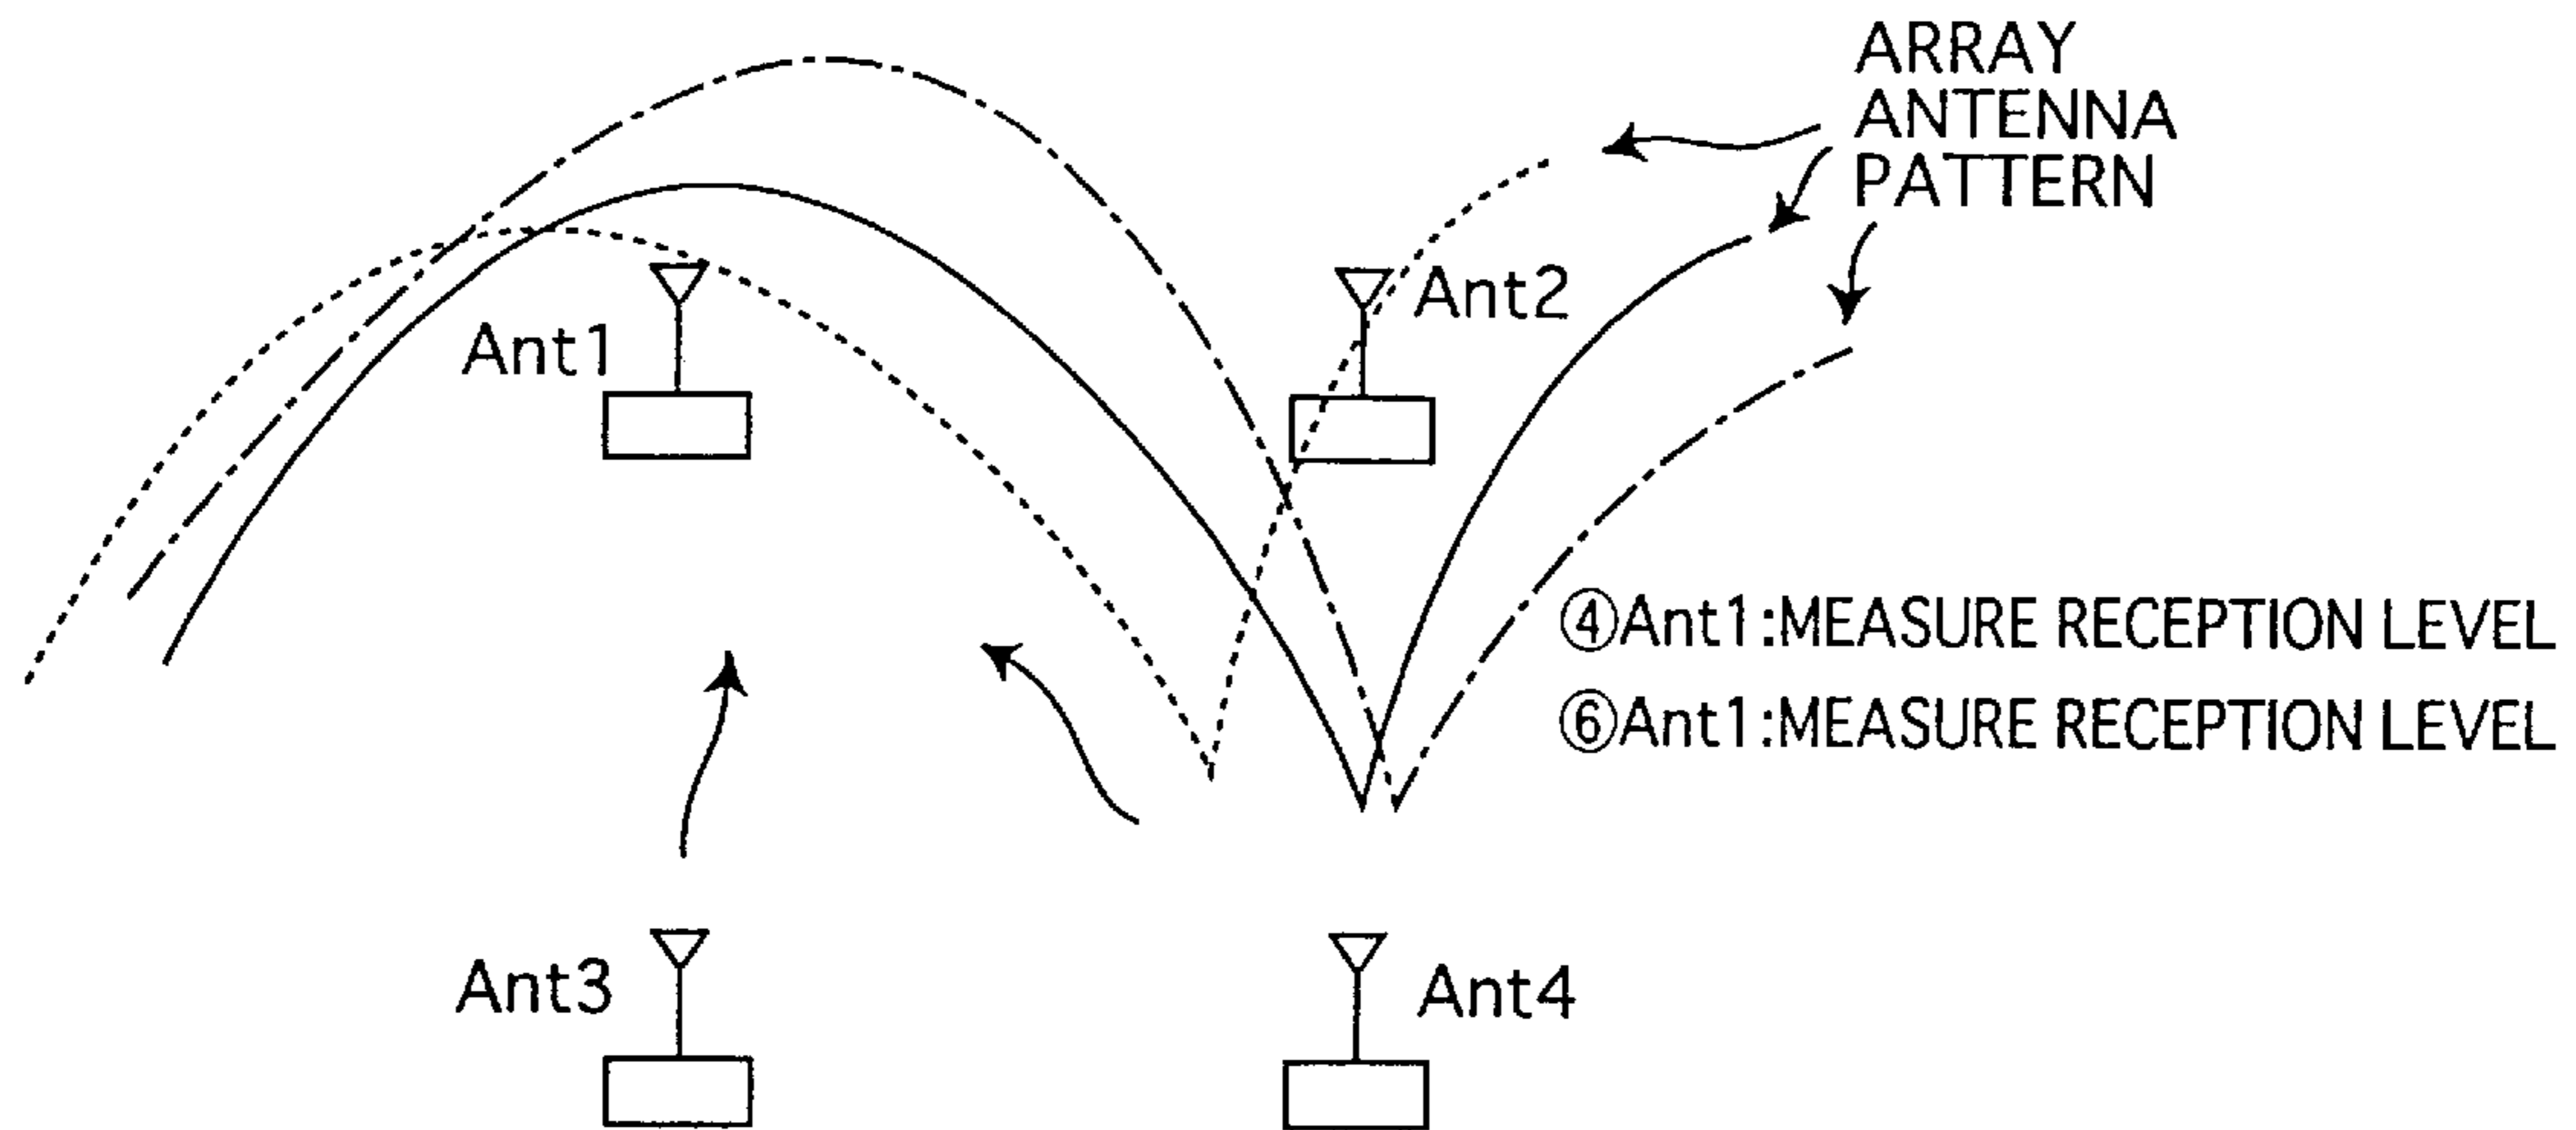 ARRAY
ANTENNA
PATTERN
Ant1
Ant2
④Ant1:MEASURE RECEPTION LEVEL
⑥Ant1:MEASURE RECEPTION LEVEL
Ant3
Ant4